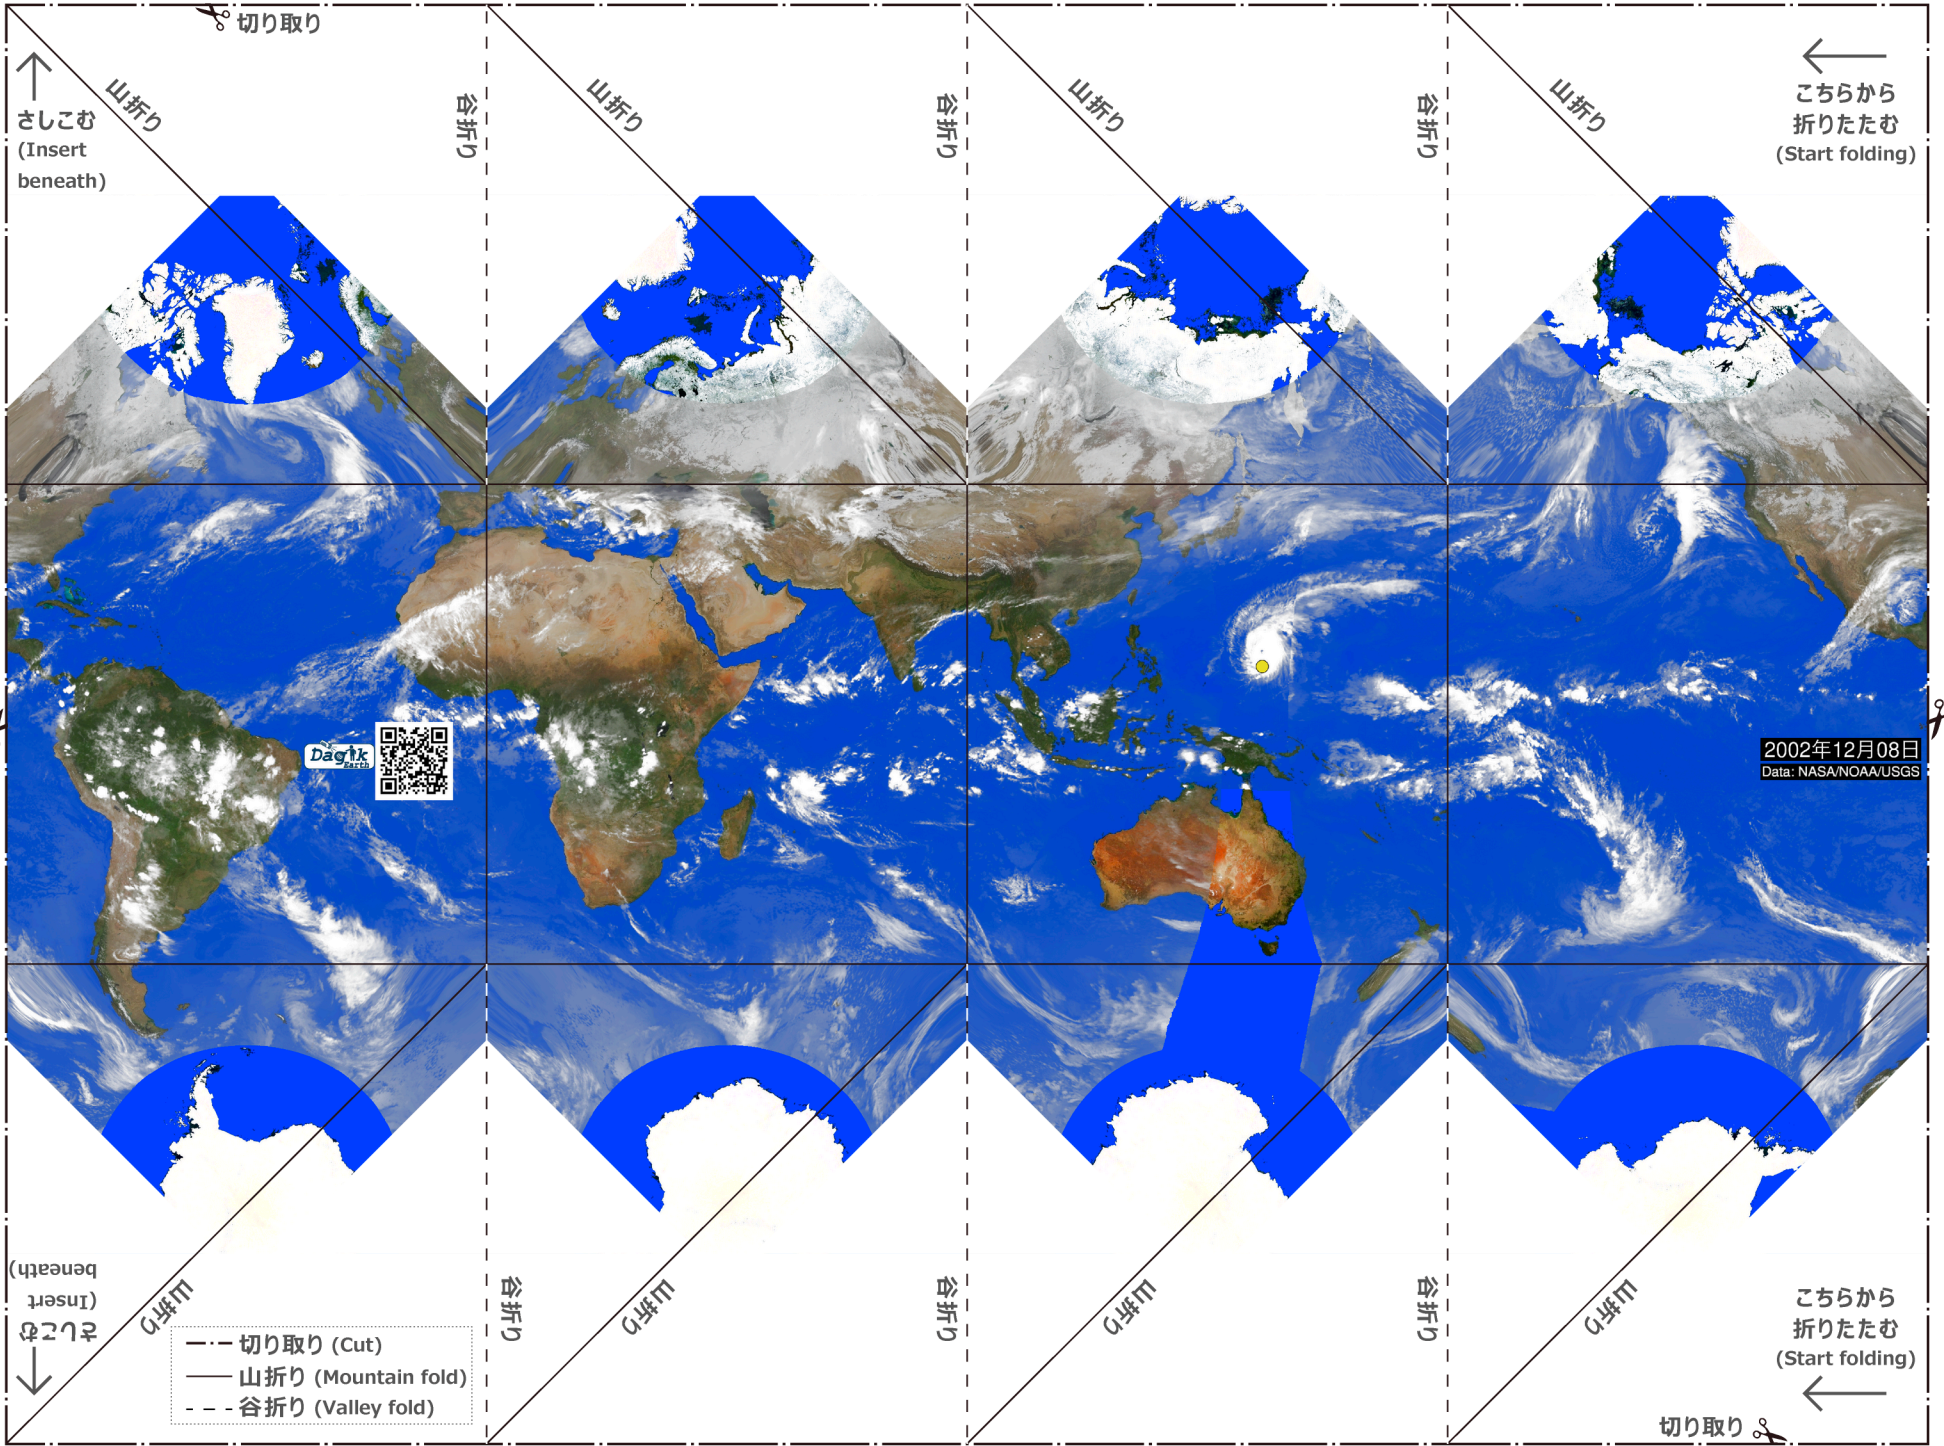 切り取り
山折り
谷折り
山折り
谷折り
山折り
谷折り
山折り
さしこむ
(Insert
beneath)
こちらから
折りたたむ
(Start folding)
Dagik
Earth
2002年12月08日
Data: NASA/NOAA/USGS
さしこむ
(Insert
beneath)
山折り
谷折り
山折り
谷折り
山折り
谷折り
山折り
こちらから
折りたたむ
(Start folding)
切り取り (Cut)
山折り (Mountain fold)
谷折り (Valley fold)
切り取り